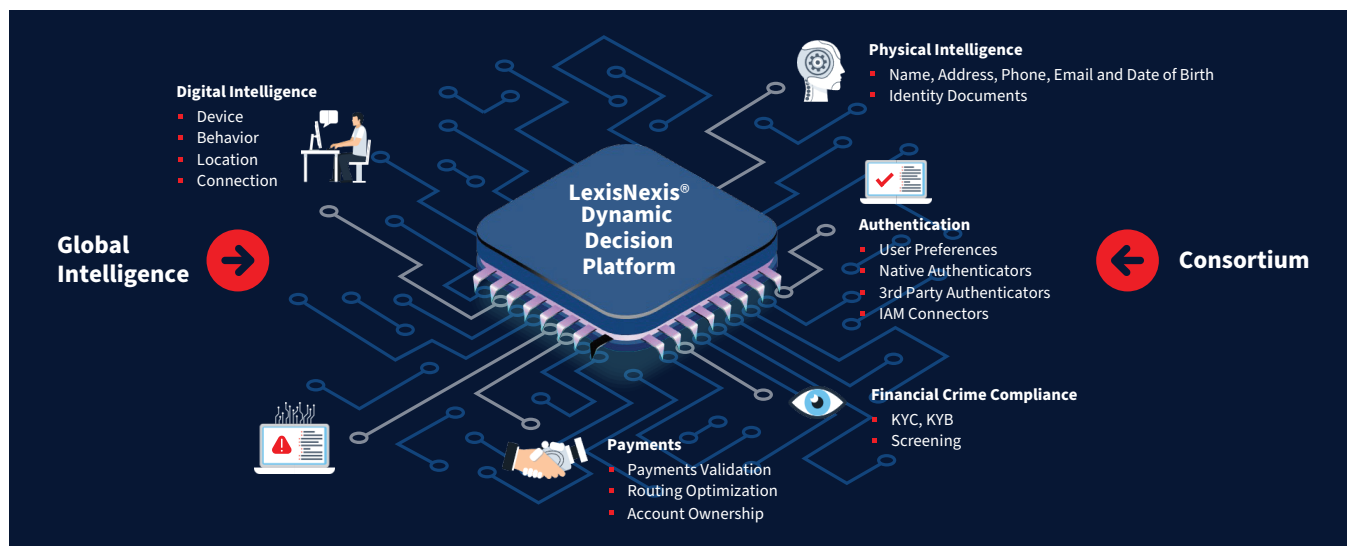 Physical Intelligence
Name, Address, Phone, Email and Date of Birth
Identity Documents
Digital Intelligence
Device
Behavior
Location
Connection
LexisNexis®
Dynamic
Decision
Platform
Authentication
User Preferences
Native Authenticators
3rd Party Authenticators
IAM Connectors
Global
Intelligence
Consortium
Financial Crime Compliance
KYC, KYB
Screening
Payments
Payments Validation
Routing Optimization
Account Ownership